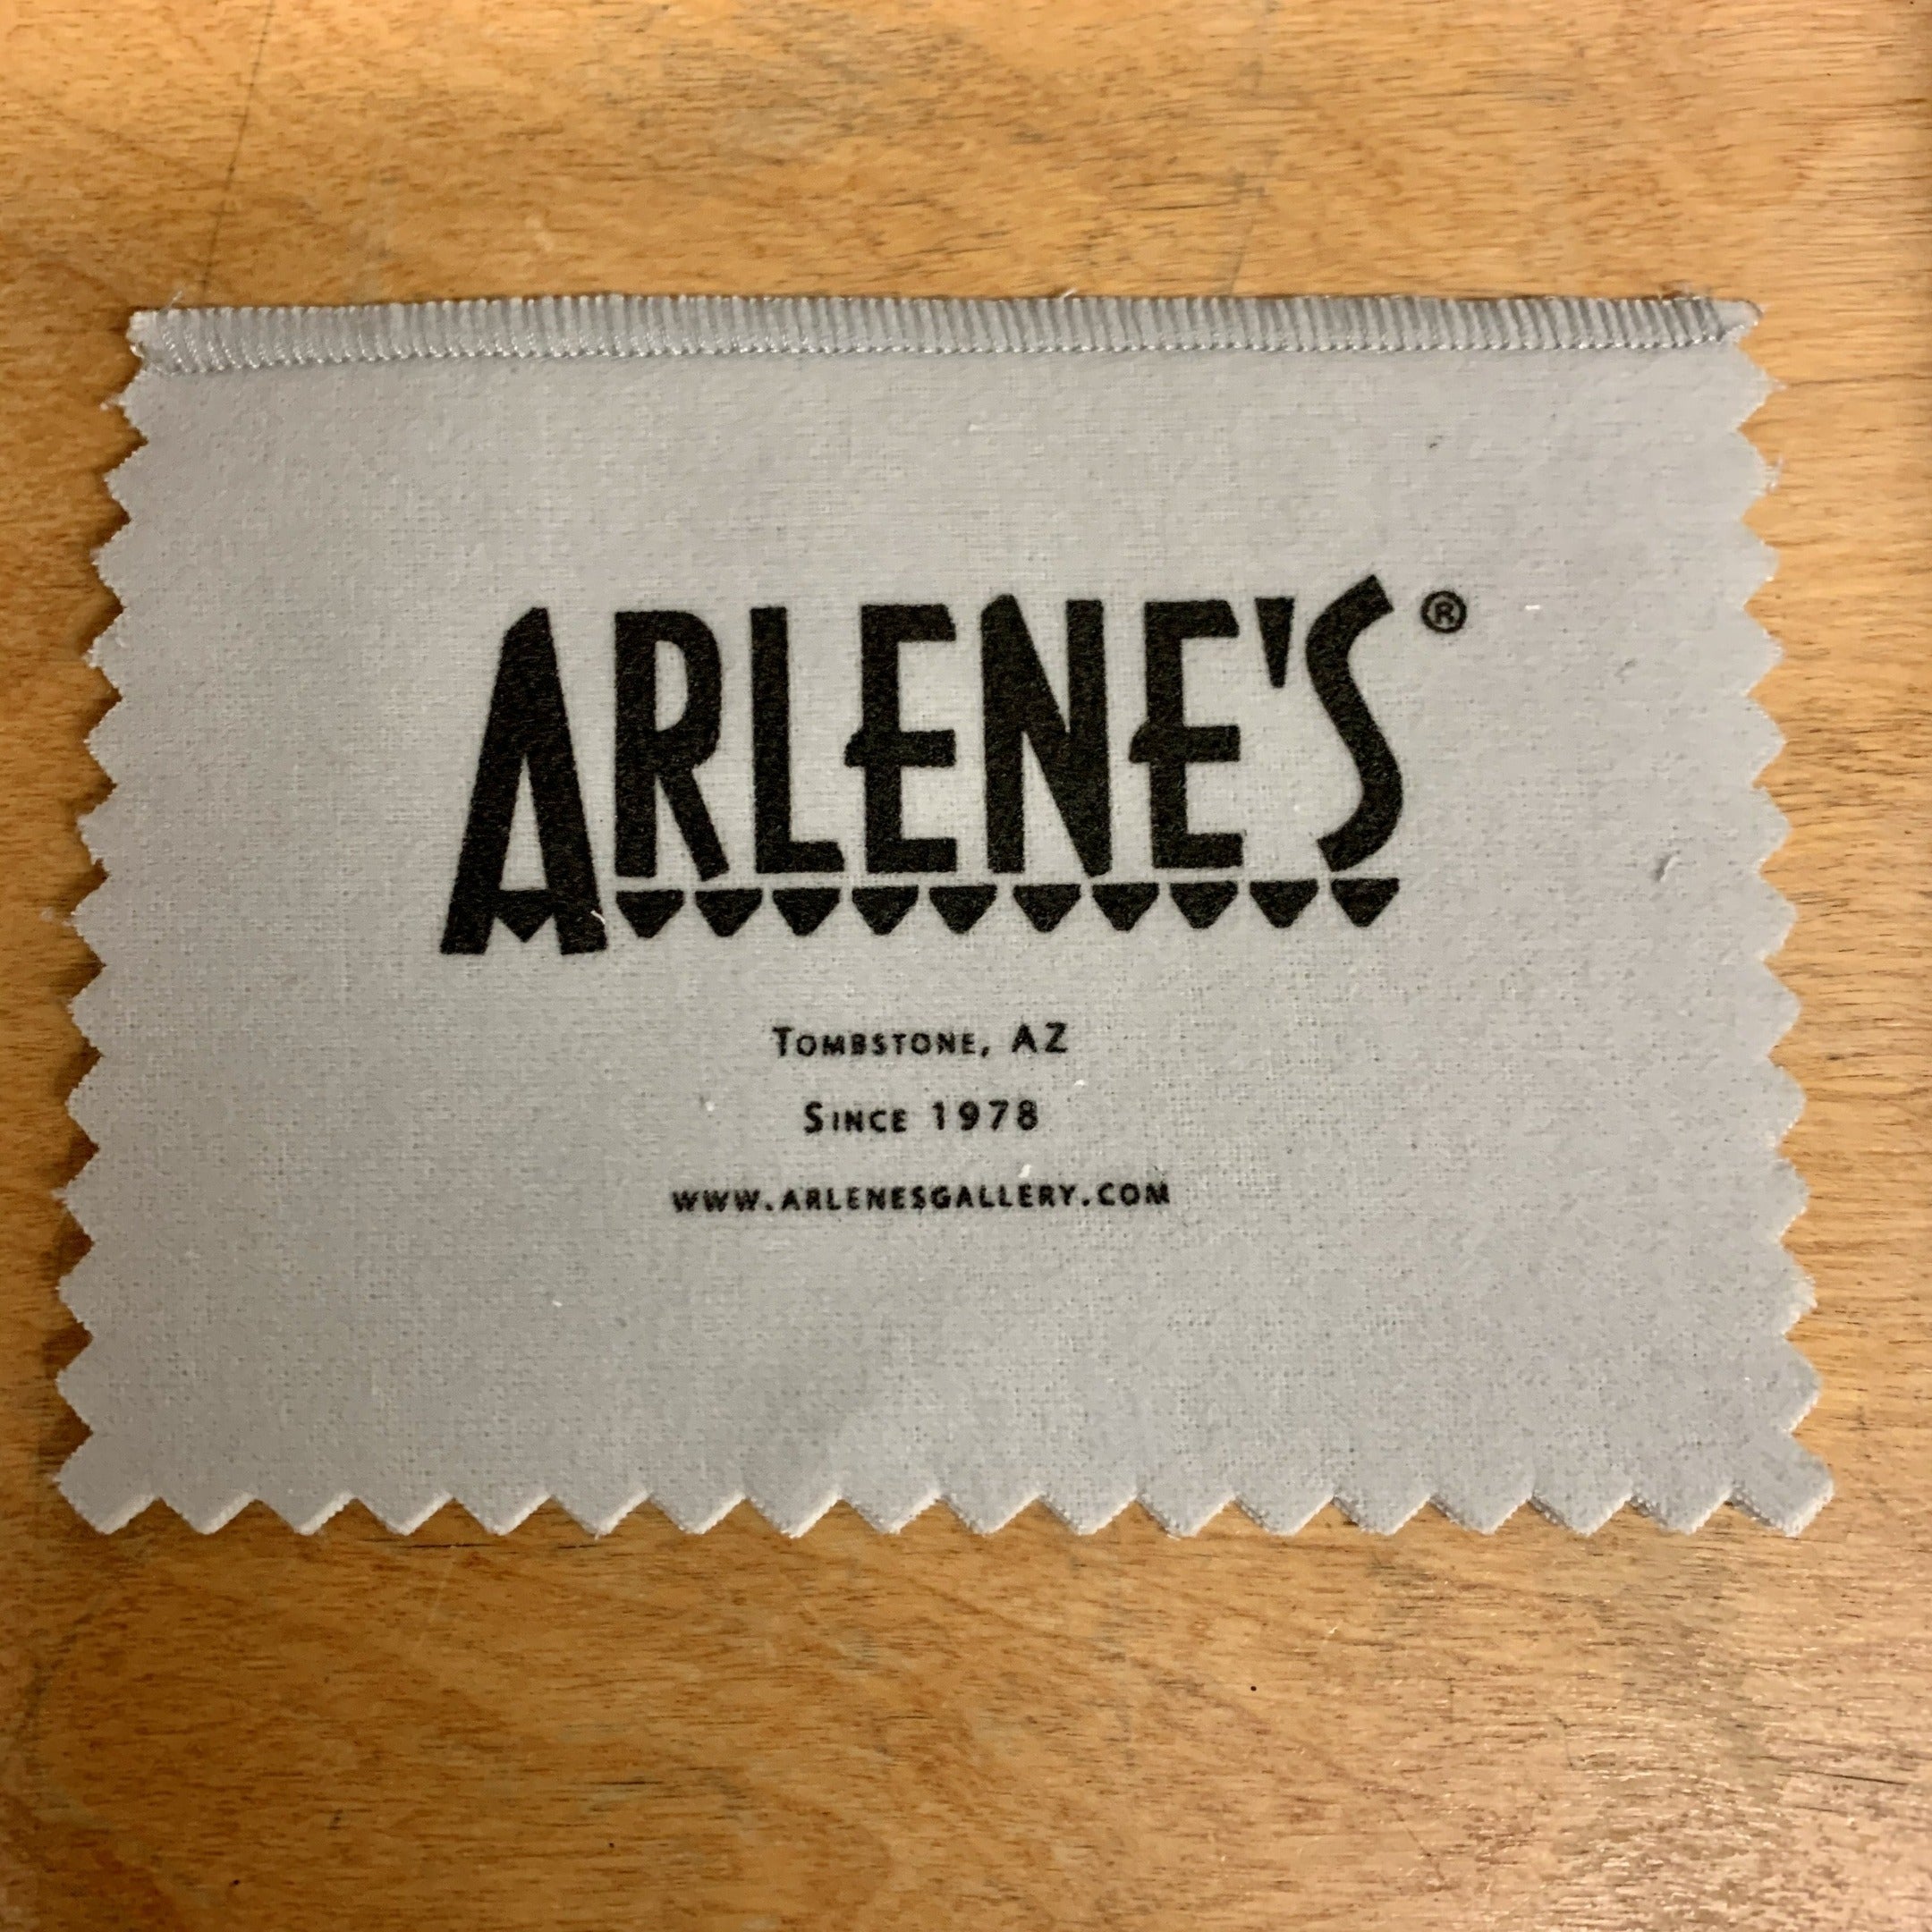 ARLENE'S®
TOMBSTONE, AZ
SINCE 1978
WWW.ARLENESGALLERY.COM